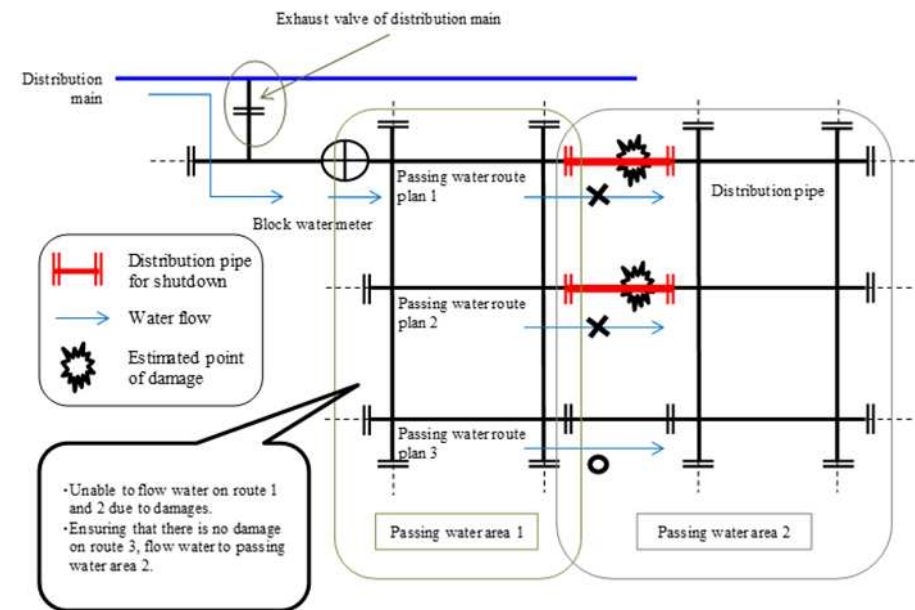 Exhaust valve of distribution main
Distribution
main
Passing water route
plan 1
Distribution pipe
Block water meter
Distribution pipe
for shutdown
Water flow
Estimated point
of damage
Passing water route
plan 2
Passing water route
plan 3
・Unable to flow water on route 1
and 2 due to damages.
・Ensuring that there is no damage
on route 3, flow water to passing
water area 2.
Passing water area 1
Passing water area 2